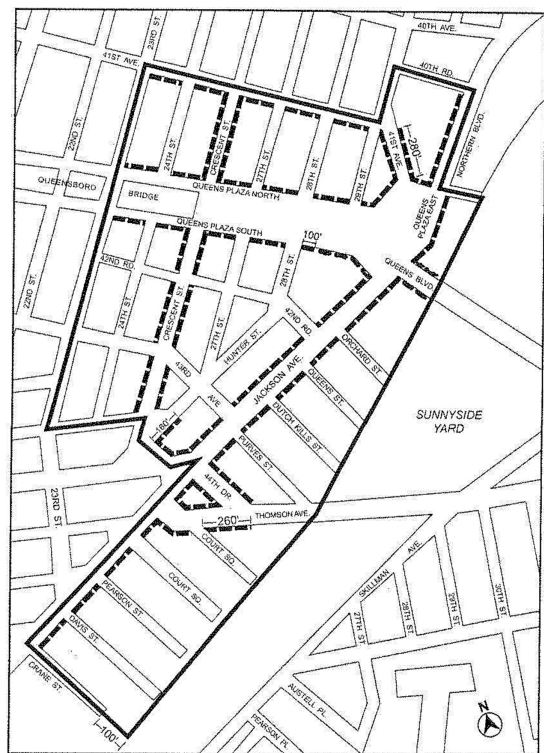 40TH AVE.
23RD ST.
41ST AVE.
40TH RD.
NORTHERN BLVD.
22ND ST.
24TH ST.
CRESCENT ST.
27TH ST.
28TH ST.
29TH ST.
41ST AVE.
280'
QUEENSBORO
BRIDGE
QUEENS PLAZA NORTH
QUEENS PLAZA EAST
QUEENS PLAZA SOUTH
100'
QUEENS BLVD.
42ND RD.
22ND ST.
24TH ST.
CRESCENT ST.
27TH ST.
28TH ST.
HUNTER ST.
42ND RD.
43RD AVE
JACKSON AVE.
ORCHARD ST.
QUEENS ST.
DUTCH KILLS ST.
PURVES ST.
SUNNYSIDE
YARD
44TH DR.
23RD ST.
260'
THOMSON AVE.
COURT SQ.
COURT SQ.
SKILLMAN AVE.
27TH ST.
28TH ST.
29TH ST.
30TH ST.
PEARSON ST.
DAVIS ST.
CRANE ST.
100'
AUSTELL PL.
PEARSON PL.
N